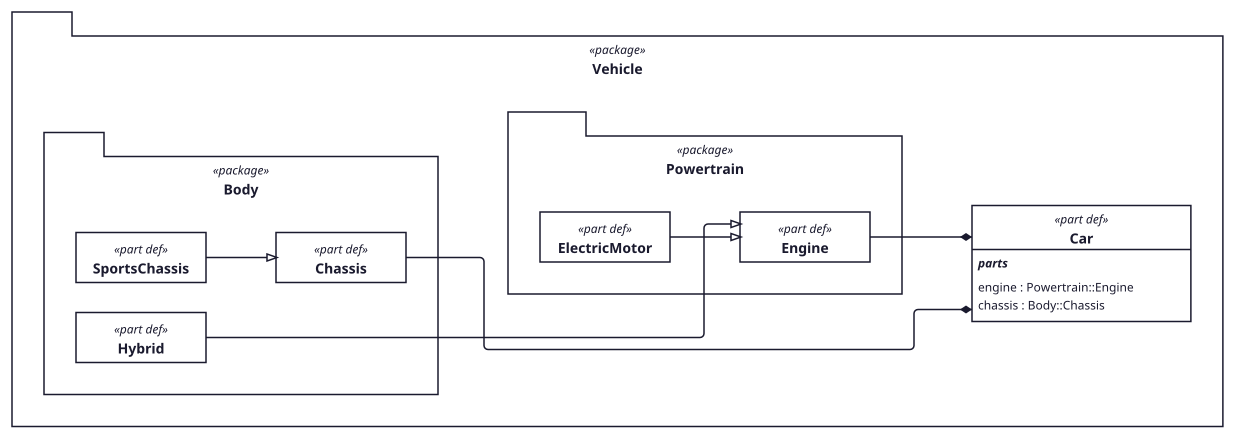 «package»
Vehicle
«package»
Body
«part def»
SportsChassis
«part def»
Chassis
«part def»
Hybrid
«package»
Powertrain
«part def»
ElectricMotor
«part def»
Engine
«part def»
Car
parts
engine : Powertrain::Engine
chassis : Body::Chassis